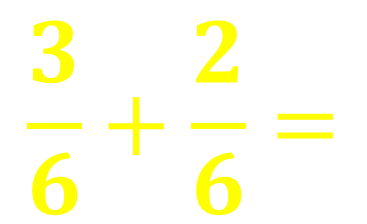 3/6 + 2/6 =